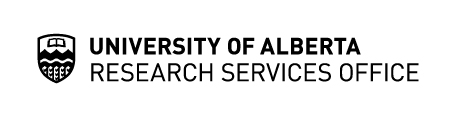 UNIVERSITY OF ALBERTA
RESEARCH SERVICES OFFICE